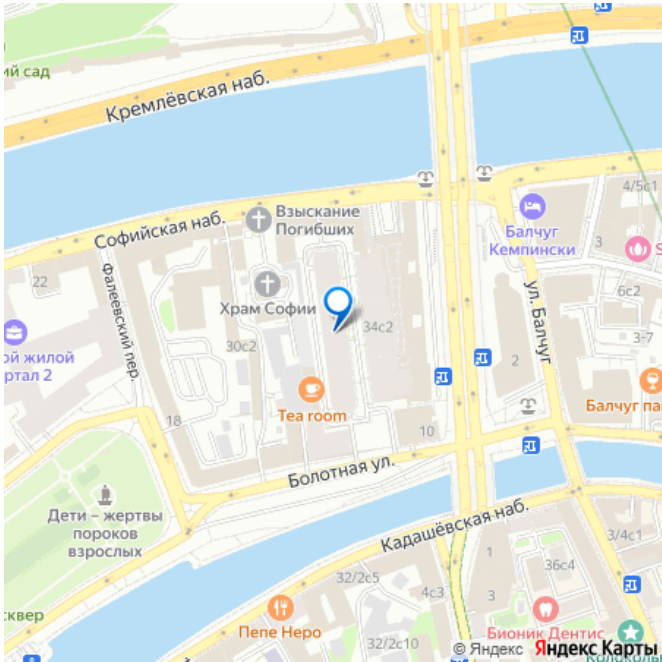 ий сад
Кремлёвская наб.
4/5с1
Взыскание
Погибших
Софийская наб.
Балчуг
Кемпински
3
S
22
Фалеевский пер.
Храм Софии
ул. Балчуг
6с2
34с2
3-7
ой жилой
ртал 2
30с2
2
Tea room
Балчуг па
18
10
Болотная ул.
Дети – жертвы
пороков
взрослых
Кадашёвская наб.
3/4с1
1
32/2с5
36с4
4с3
3
сквер
Пепе Неро
32/2с10
Бионик Дентис
Колоколь
© Яндекс Яндекс Карты